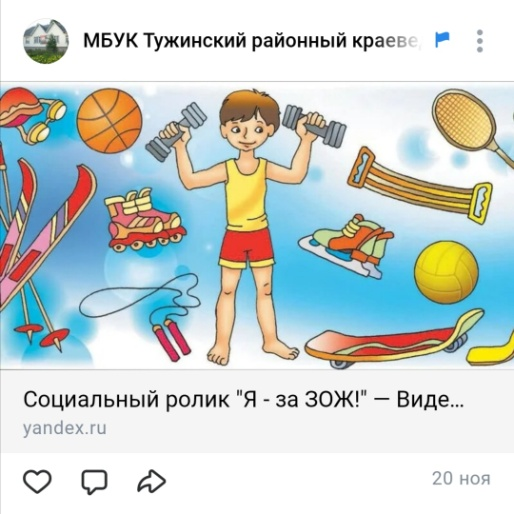 МБУК Тужинский районный краеве
Социальный ролик "Я - за ЗОЖ!" — Виде...
yandex.ru
20 ноя